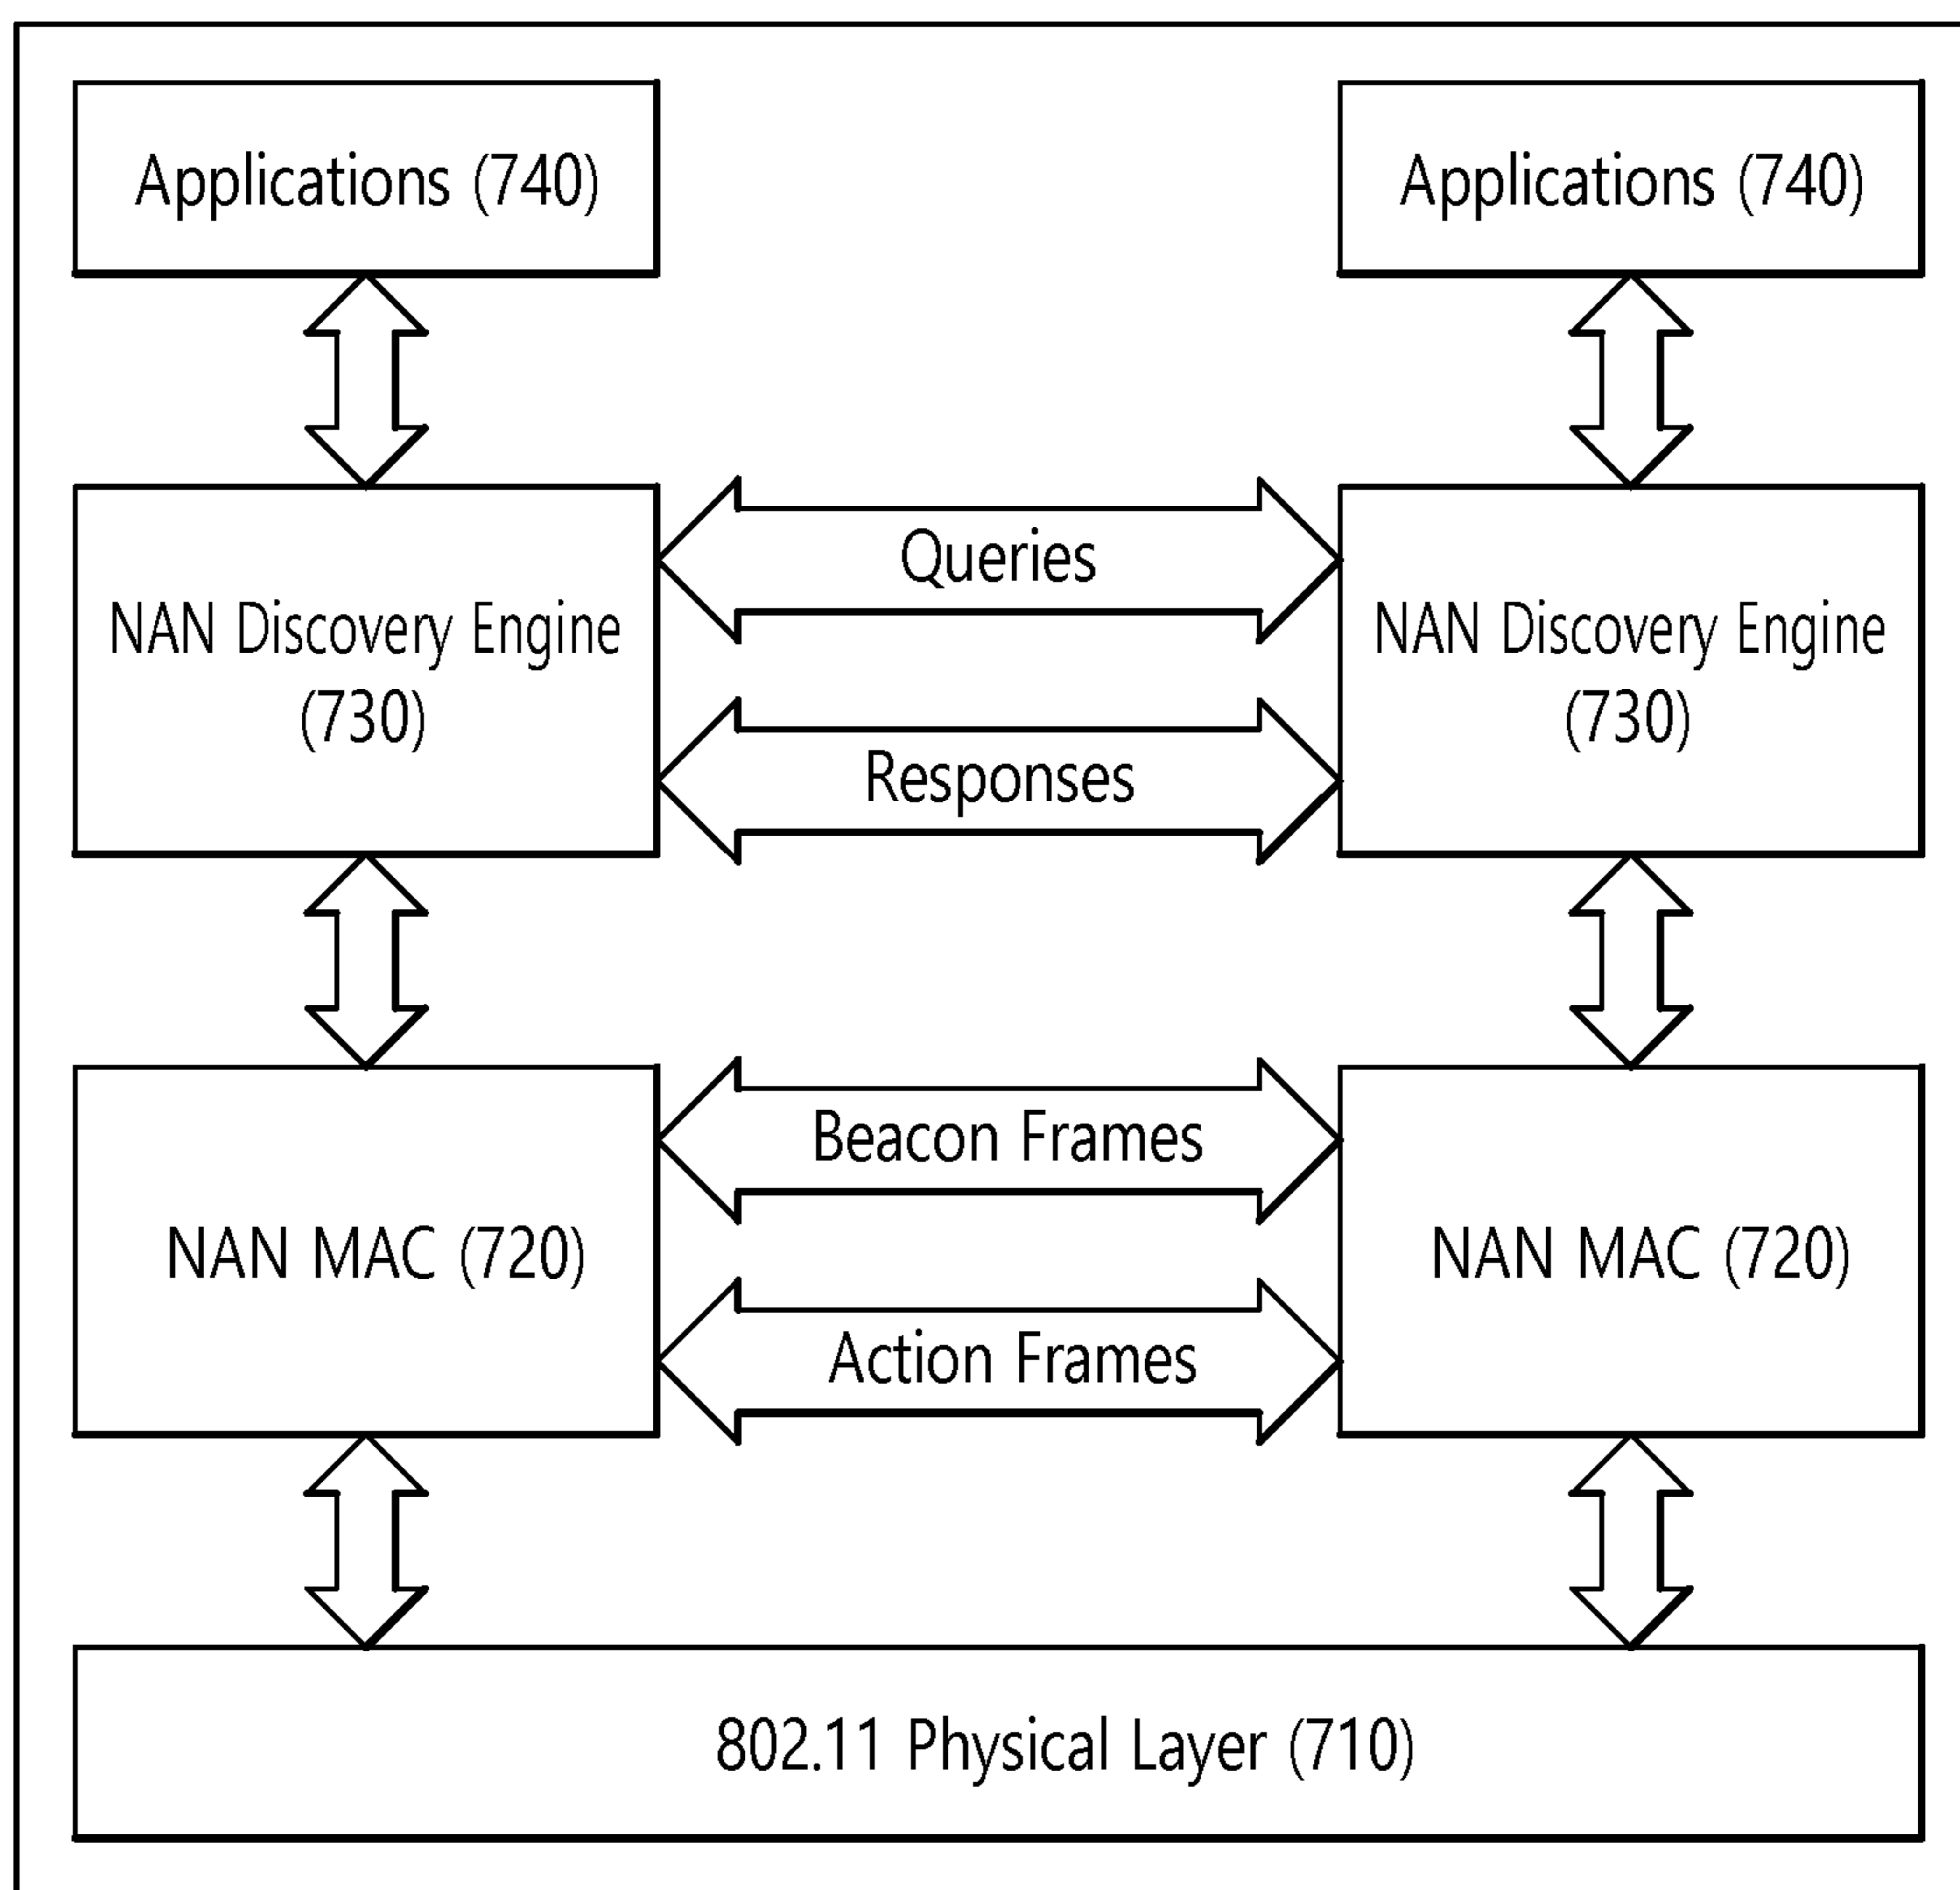 Applications (740)
Applications (740)
Queries
NAN Discovery Engine
(730)
NAN Discovery Engine
(730)
Responses
Beacon Frames
NAN MAC (720)
NAN MAC (720)
Action Frames
802.11 Physical Layer (710)